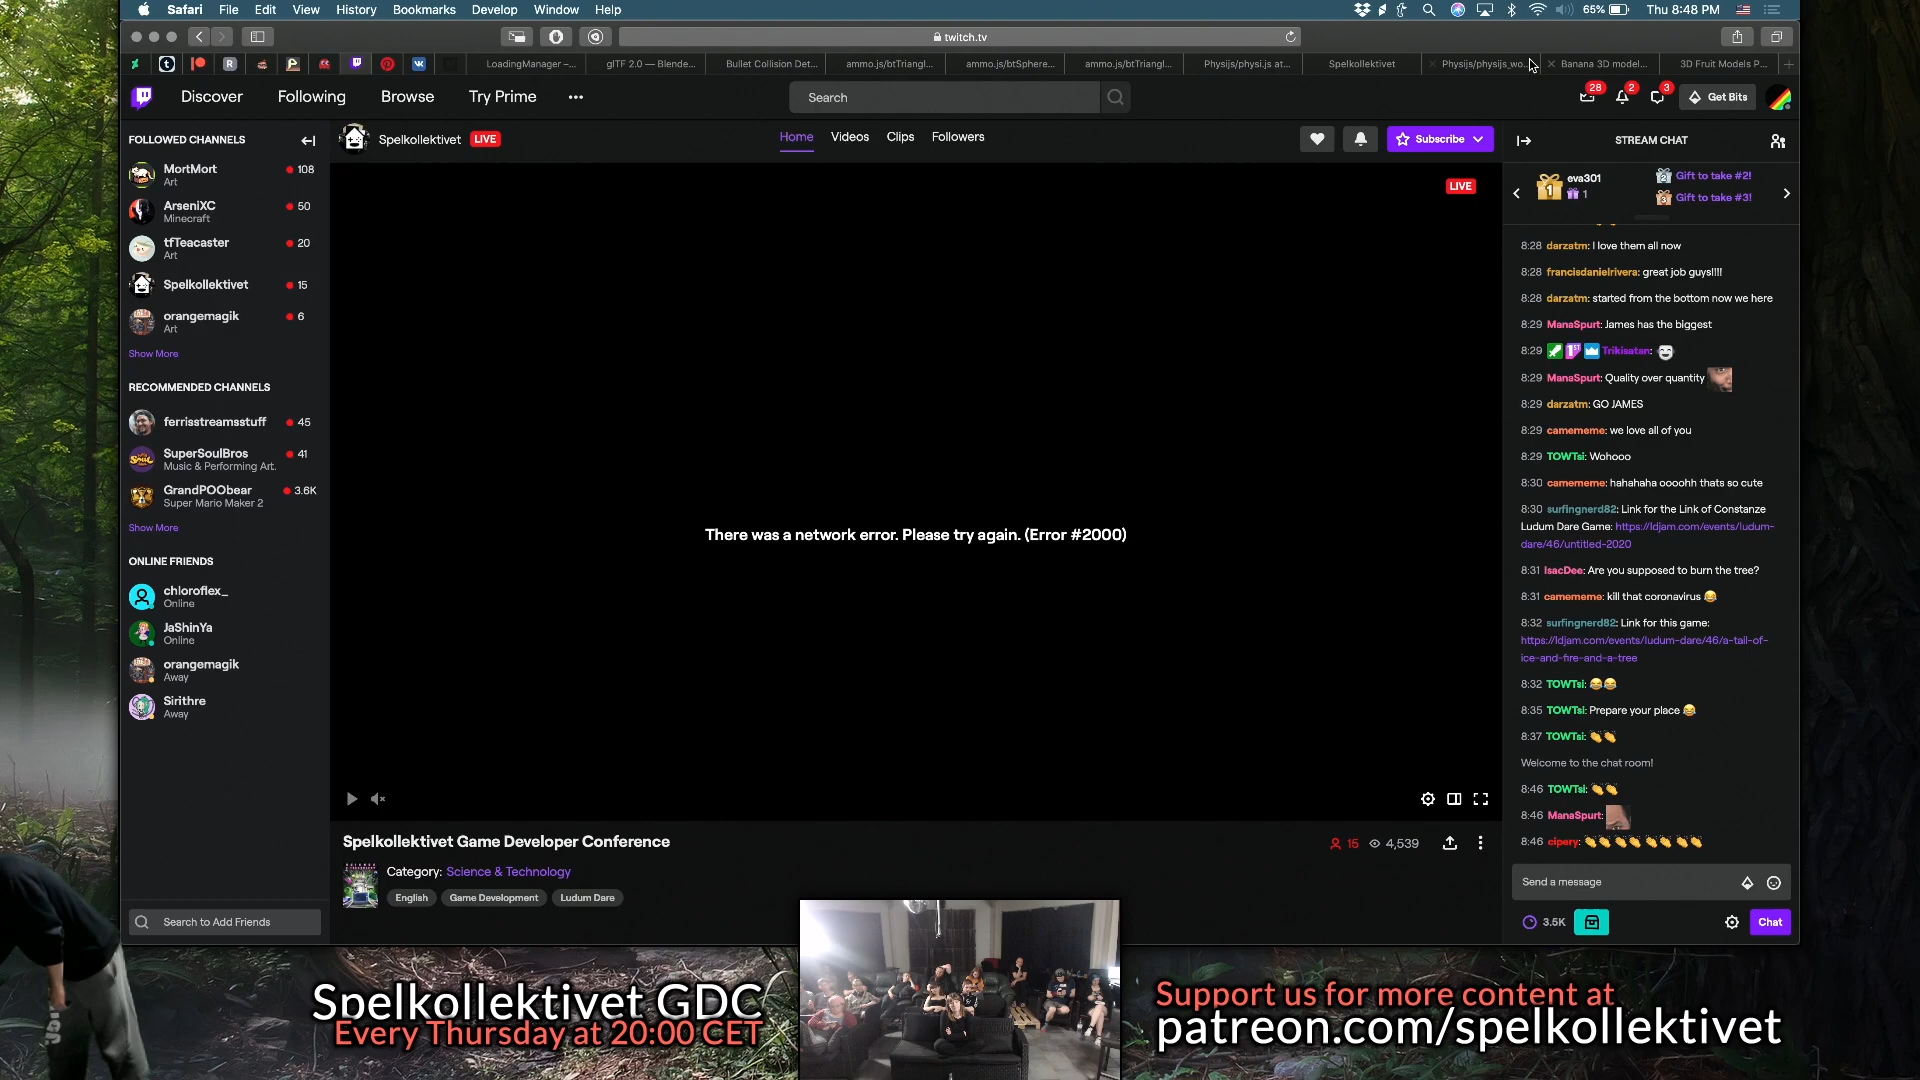 Safari File Edit View History Bookmarks Develop Window Help
65% Thu 8:48 PM
twitch.tv
LoadingManager –...
glTF 2.0 — Blende...
Bullet Collision Det...
ammo.js/btTriangl...
ammo.js/btSphere...
ammo.js/btTriangl...
Physijs/physi.js at...
Spelkollektivet
Physijs/physijs_wo...
Banana 3D model...
3D Fruit Models P...
Discover
Following
Browse
Try Prime
Search
28
2
3
Get Bits
FOLLOWED CHANNELS
MortMort
108
Art
ArseniXC
50
Minecraft
tfTeacaster
20
Art
Spelkollektivet
15
orangemagik
6
Art
Show More
RECOMMENDED CHANNELS
ferrisstreamsstuff
45
SuperSoulBros
41
Music & Performing Art.
GrandPOObear
3.6K
Super Mario Maker 2
Show More
ONLINE FRIENDS
chloroflex_
Online
JaShinYa
Online
orangemagik
Away
Sirithre
Away
Search to Add Friends
Spelkollektivet LIVE
Home
Videos
Clips
Followers
Subscribe
LIVE
There was a network error. Please try again. (Error #2000)
Spelkollektivet Game Developer Conference
15
4,539
Category: Science & Technology
English
Game Development
Ludum Dare
STREAM CHAT
1
eva301
1
2
Gift to take #2!
3
Gift to take #3!
8:28 darzatm: I love them all now
8:28 francisdanielrivera: great job guys!!!!
8:28 darzatm: started from the bottom now we here
8:29 ManaSpurt: James has the biggest
8:29 Trikisatan:
8:29 ManaSpurt: Quality over quantity
8:29 darzatm: GO JAMES
8:29 camememe: we love all of you
8:29 TOWTsi: Wohooo
8:30 camememe: hahahaha oooohh thats so cute
8:30 surfingnerd82: Link for the Link of Constanze
Ludum Dare Game: https://ldjam.com/events/ludum-
dare/46/untitled-2020
8:31 IsacDee: Are you supposed to burn the tree?
8:31 camememe: kill that coronavirus 😂
8:32 surfingnerd82: Link for this game:
https://ldjam.com/events/ludum-dare/46/a-tail-of-
ice-and-fire-and-a-tree
8:32 TOWTsi: 😂😂
8:35 TOWTsi: Prepare your place 😂
8:37 TOWTsi: 👏👏
Welcome to the chat room!
8:46 TOWTsi: 👏👏
8:46 ManaSpurt:
8:46 cipery: 👏👏👏👏👏👏👏👏
Send a message
3.5K
Chat
Spelkollektivet GDC
Every Thursday at 20:00 CET
Support us for more content at
patreon.com/spelkollektivet